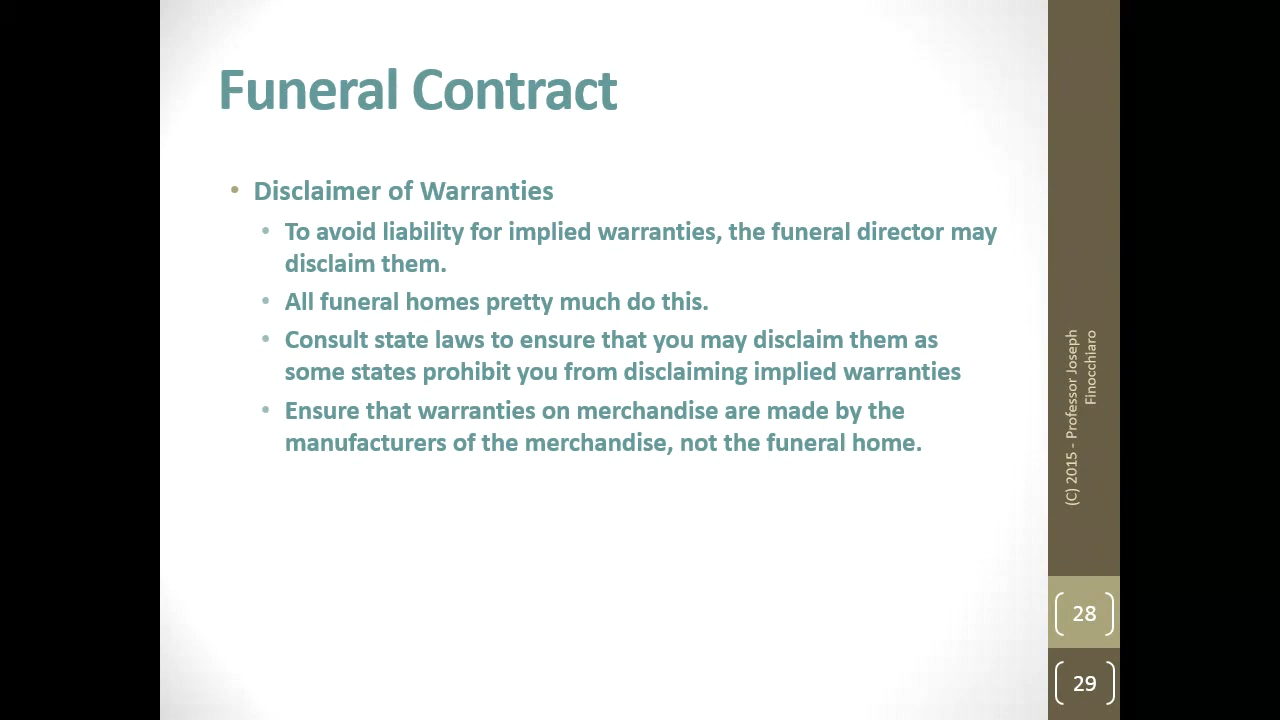 Funeral Contract
• Disclaimer of Warranties
• To avoid liability for implied warranties, the funeral director may
disclaim them.
• All funeral homes pretty much do this.
• Consult state laws to ensure that you may disclaim them as
some states prohibit you from disclaiming implied warranties
• Ensure that warranties on merchandise are made by the
manufacturers of the merchandise, not the funeral home.
(C) 2015 - Professor Joseph
Finocchiaro
28
29